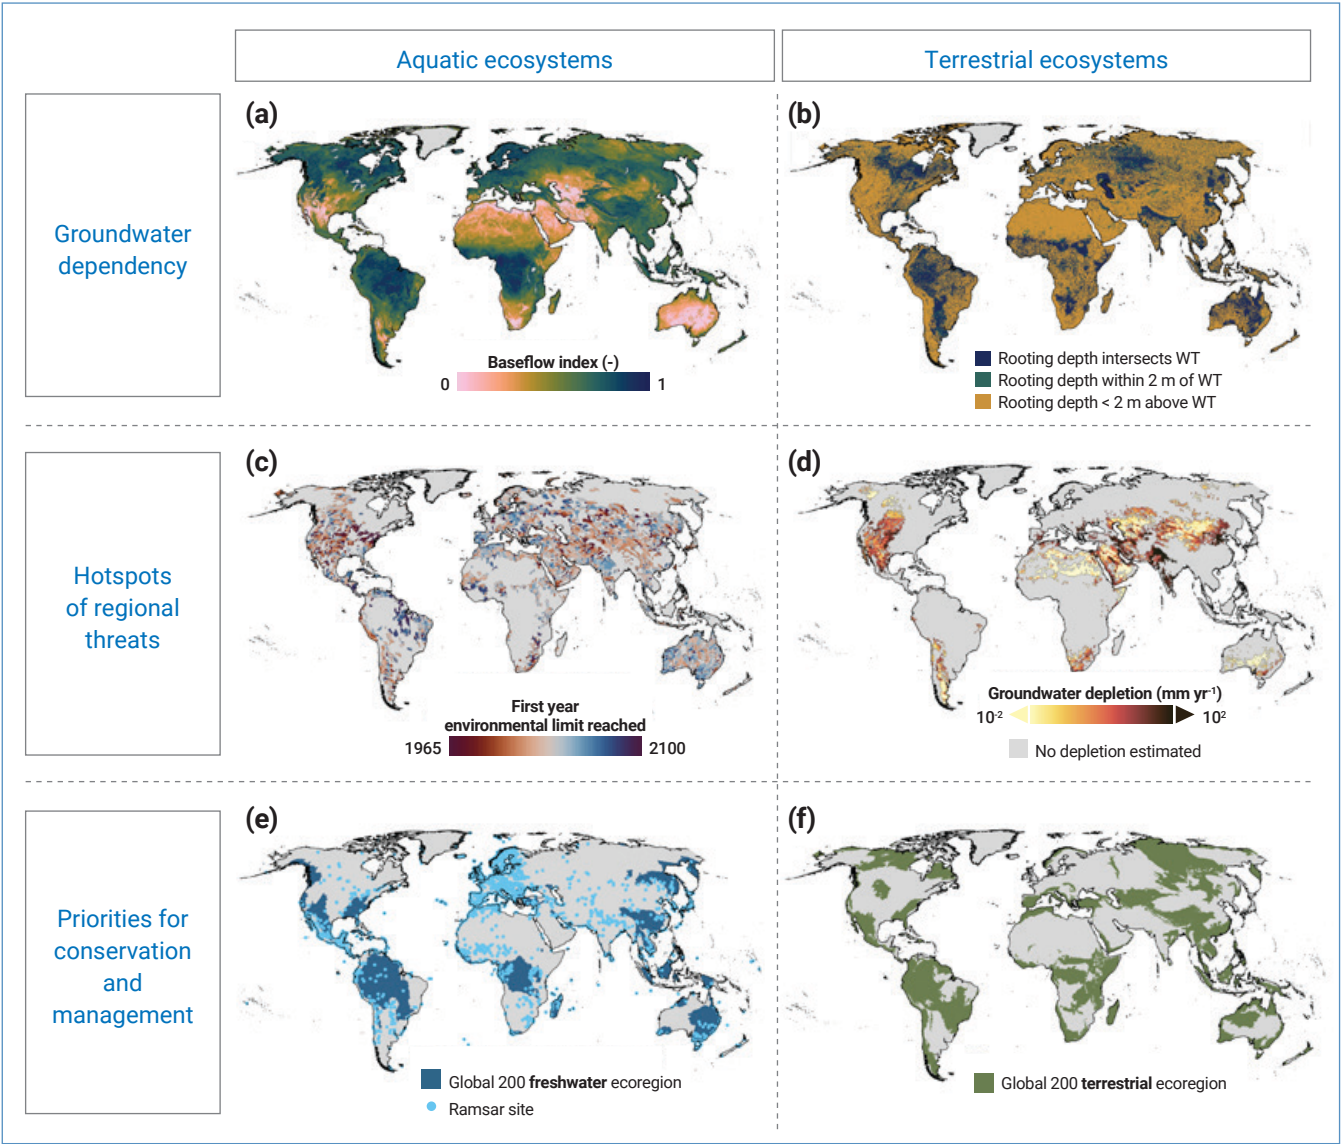 Aquatic ecosystems
Terrestrial ecosystems
Groundwater
dependency
(a)
Baseflow index (-)
0
1
(b)
Rooting depth intersects WT
Rooting depth within 2 m of WT
Rooting depth < 2 m above WT
Hotspots
of regional
threats
(c)
First year
environmental limit reached
1965
2100
(d)
Groundwater depletion (mm yr⁻¹)
10⁻²
10²
No depletion estimated
Priorities for
conservation
and
management
(e)
Global 200 freshwater ecoregion
Ramsar site
(f)
Global 200 terrestrial ecoregion